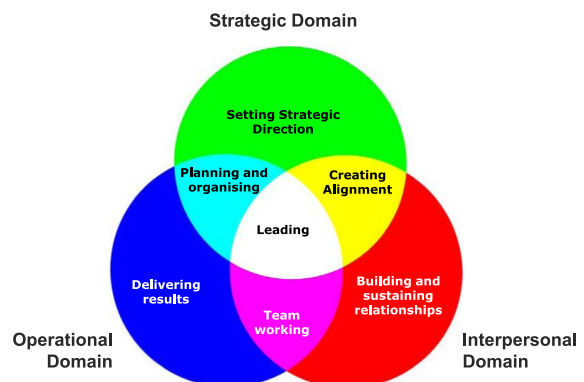 Strategic Domain
Setting Strategic
Direction
Planning and
organising
Creating
Alignment
Leading
Delivering
results
Building and
sustaining
relationships
Team
working
Operational
Domain
Interpersonal
Domain